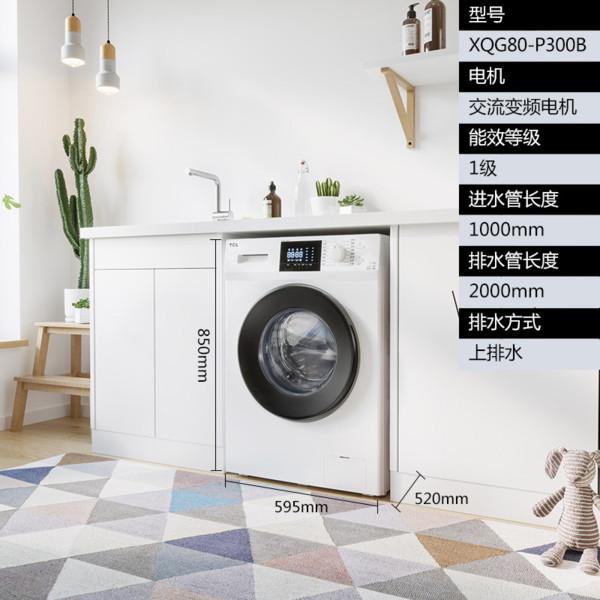 型号
XQG80-P300B
电机
交流变频电机
能效等级
1级
进水管长度
1000mm
排水管长度
2000mm
排水方式
上排水
TCL
850mm
595mm
520mm